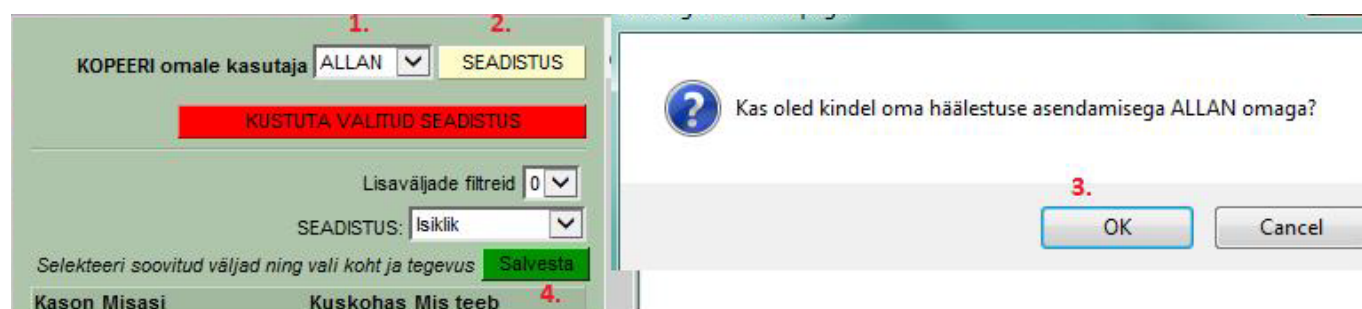 1.
2.
KOPEERI omale kasutaja ALLAN SEADISTUS
KUSTUTA VALITUD SEADISTUS
Lisaväljade filtreid 0
SEADISTUS: Isiklik
Selekteeri soovitud väljad ning vali koht ja tegevus Salvesta
Kason Misasi Kuskohas Mis teeb 4.
Kas oled kindel oma häälestuse asendamisega ALLAN omaga?
3.
OK Cancel